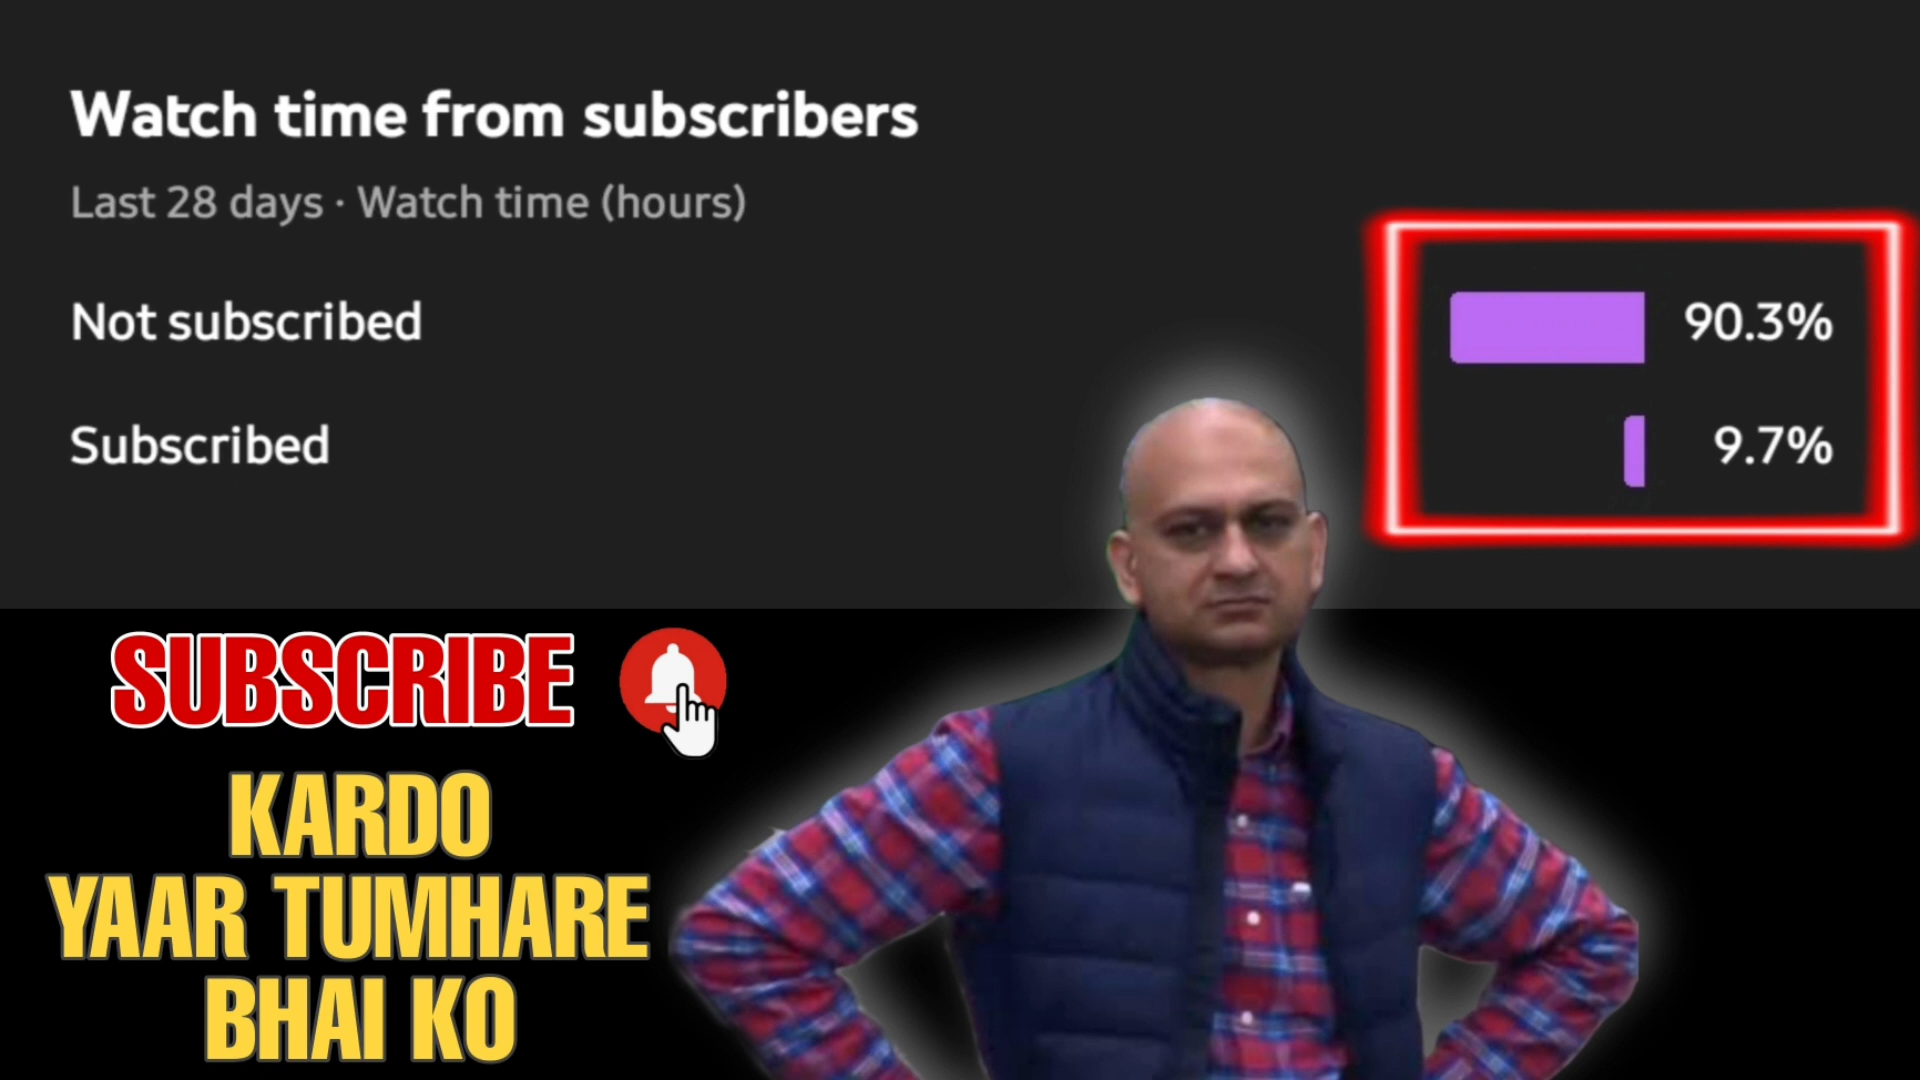 Watch time from subscribers
Last 28 days · Watch time (hours)
Not subscribed 90.3%
Subscribed 9.7%
SUBSCRIBE
KARDO
YAAR TUMHARE
BHAI KO